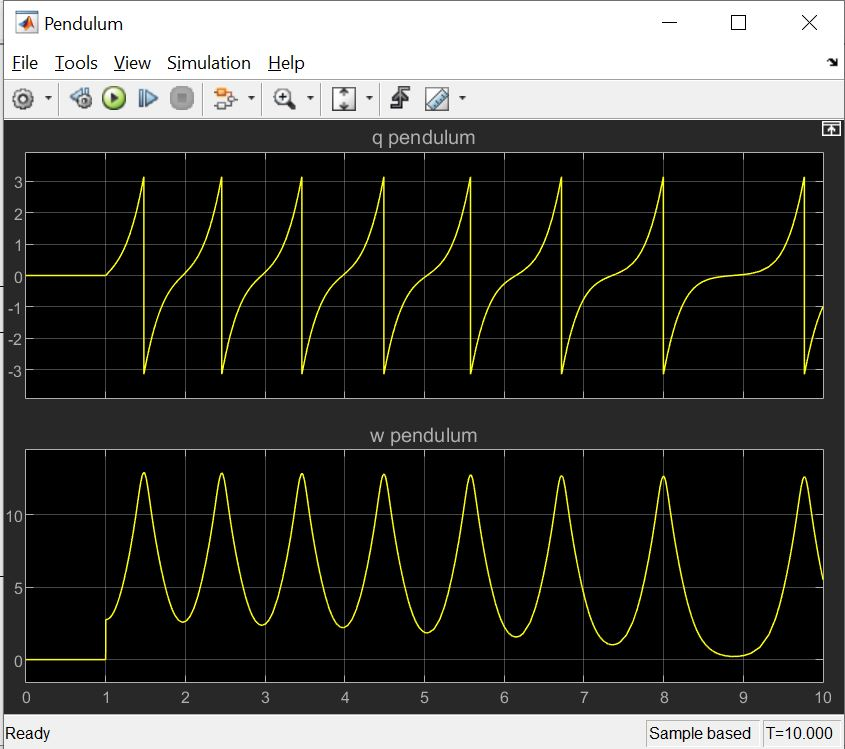 Pendulum
File Tools View Simulation Help
q pendulum
3
2
1
0
-1
-2
-3
w pendulum
10
5
0
0 1 2 3 4 5 6 7 8 9 10
Ready Sample based T=10.000